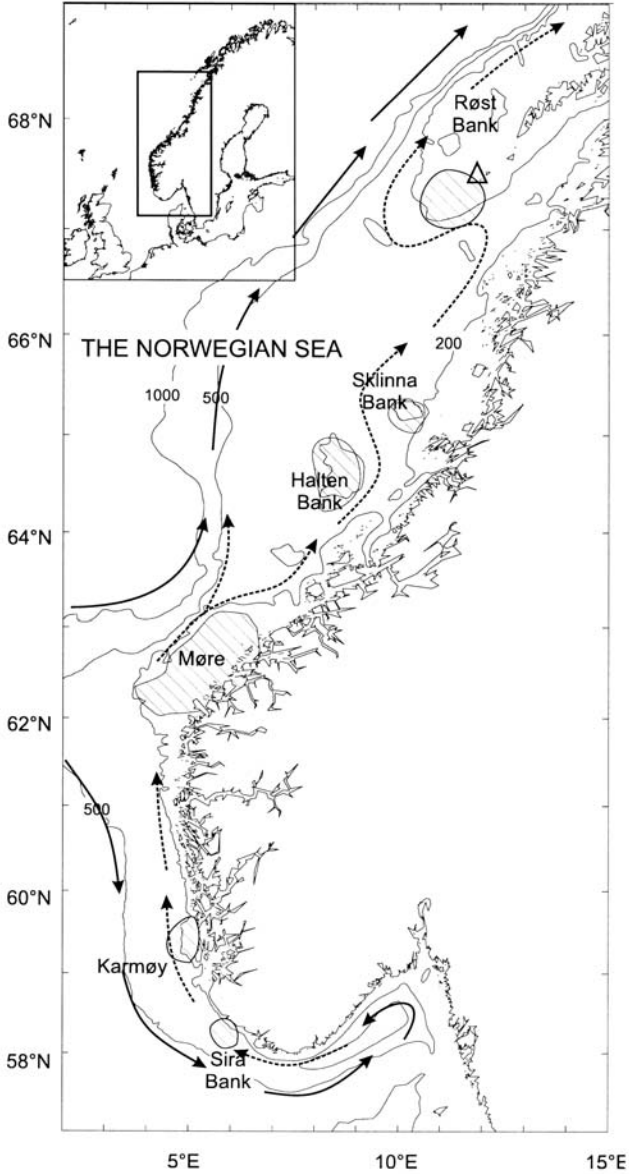 68°N
Røst
Bank
66°N
THE NORWEGIAN SEA
200
1000
500
Sklinna
Bank
Halten
Bank
64°N
Møre
62°N
500
60°N
Karmøy
58°N
Sira
Bank
5°E
10°E
15°E